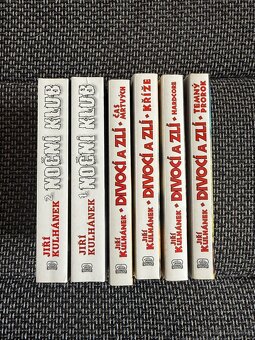 JIŘÍ
KULHÁNEK
2. NOČNÍ KLUB
JIŘÍ
KULHÁNEK
1. NOČNÍ KLUB
JIŘÍ
KULHÁNEK • DIVOCÍ A ZLÍ • ČAS
MRTVÝCH
JIŘÍ
KULHÁNEK • DIVOCÍ A ZLÍ • KŘÍŽE
JIŘÍ
KULHÁNEK • DIVOCÍ A ZLÍ • HARDCORE
JIŘÍ
KULHÁNEK • DIVOCÍ A ZLÍ • TEMNÝ
PROROK